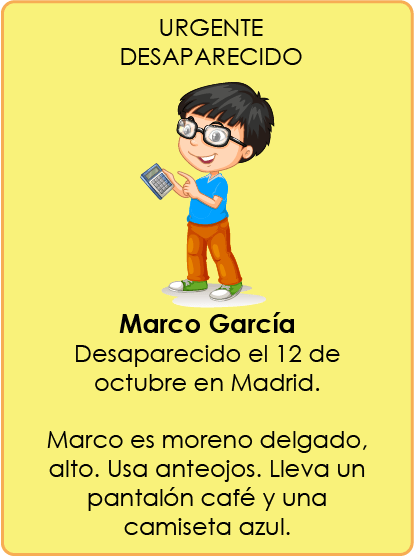 URGENTE
DESAPARECIDO
Marco García
Desaparecido el 12 de
octubre en Madrid.
Marco es moreno delgado,
alto. Usa anteojos. Lleva un
pantalón café y una
camiseta azul.